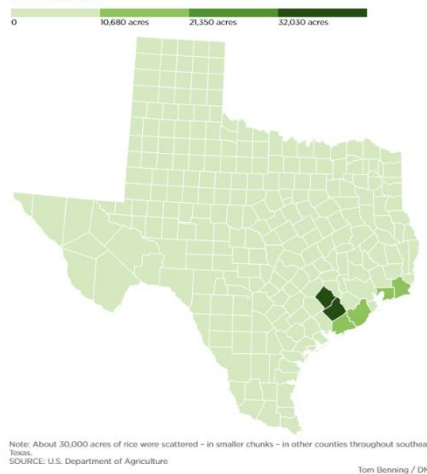 0 10,680 acres 21,350 acres 32,030 acres
Note: About 30,000 acres of rice were scattered – in smaller chunks – in other counties throughout southea
Texas.
SOURCE: U.S. Department of Agriculture
Tom Benning / DM